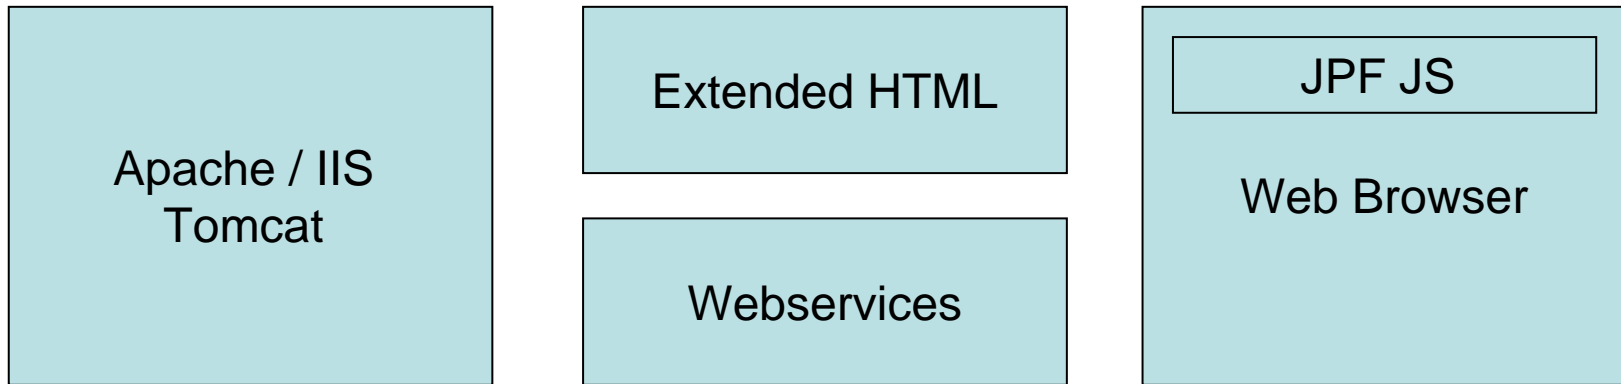 Apache / IIS
Tomcat
Extended HTML
Webservices
JPF JS
Web Browser